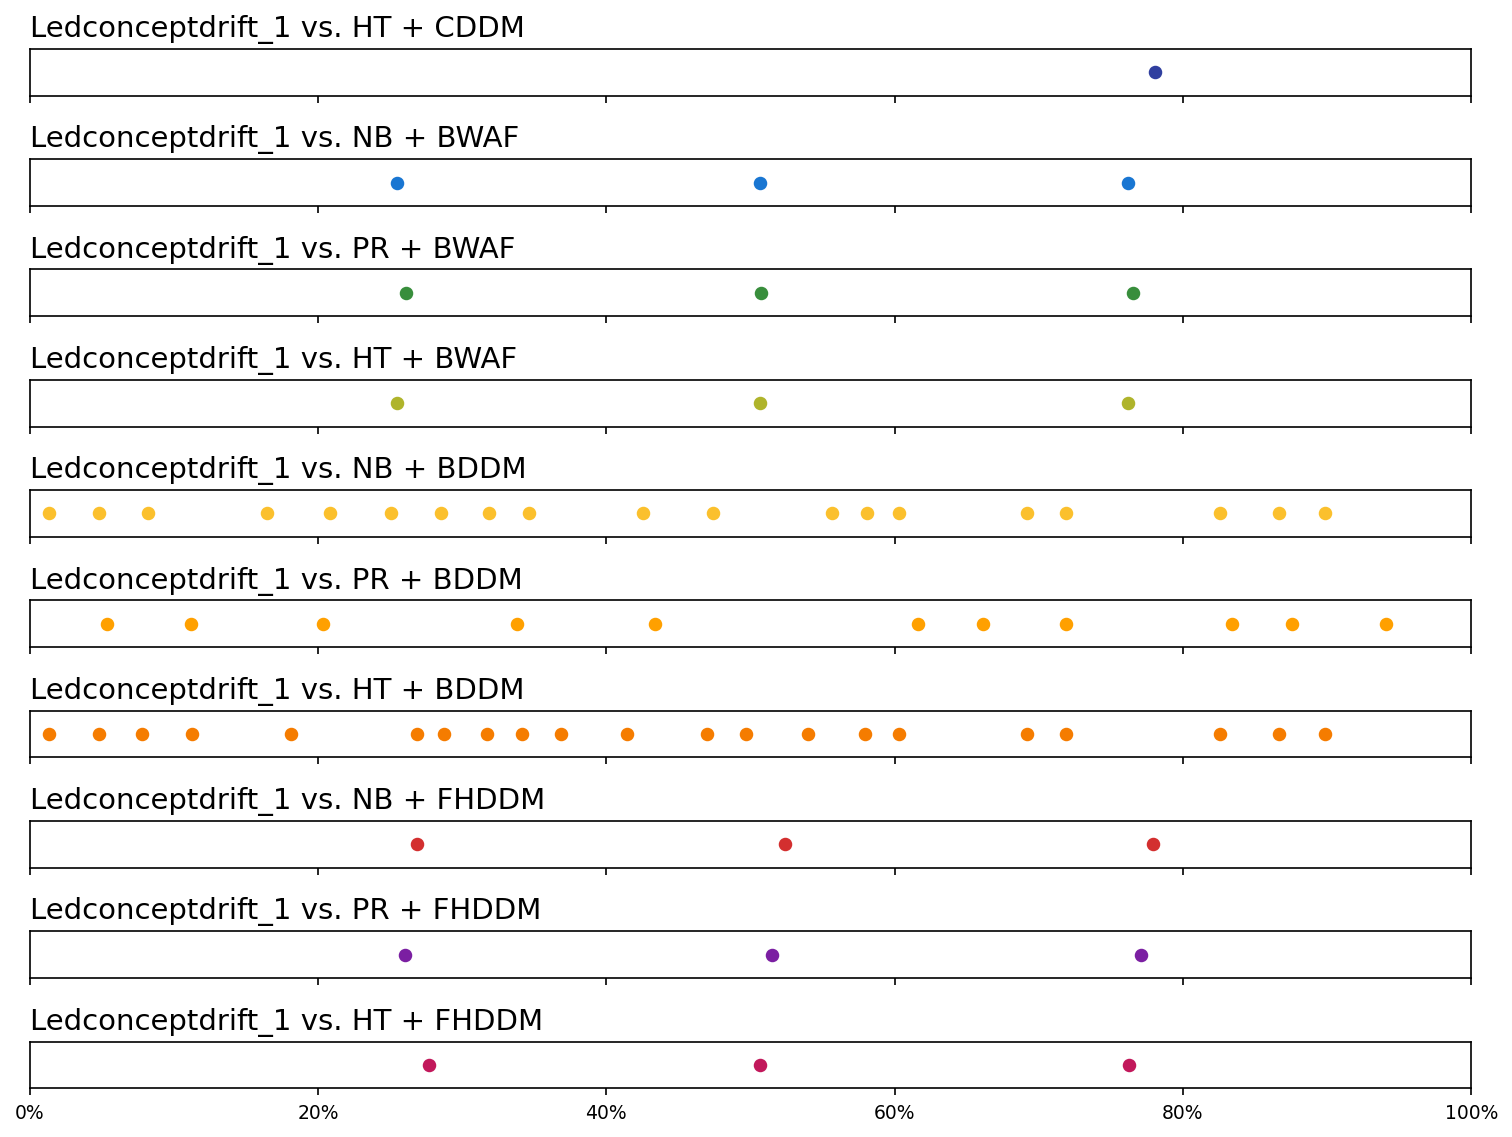 Ledconceptdrift_1 vs. HT + CDDM
Ledconceptdrift_1 vs. NB + BWAF
Ledconceptdrift_1 vs. PR + BWAF
Ledconceptdrift_1 vs. HT + BWAF
Ledconceptdrift_1 vs. NB + BDDM
Ledconceptdrift_1 vs. PR + BDDM
Ledconceptdrift_1 vs. HT + BDDM
Ledconceptdrift_1 vs. NB + FHDDM
Ledconceptdrift_1 vs. PR + FHDDM
Ledconceptdrift_1 vs. HT + FHDDM
0% 20% 40% 60% 80% 100%